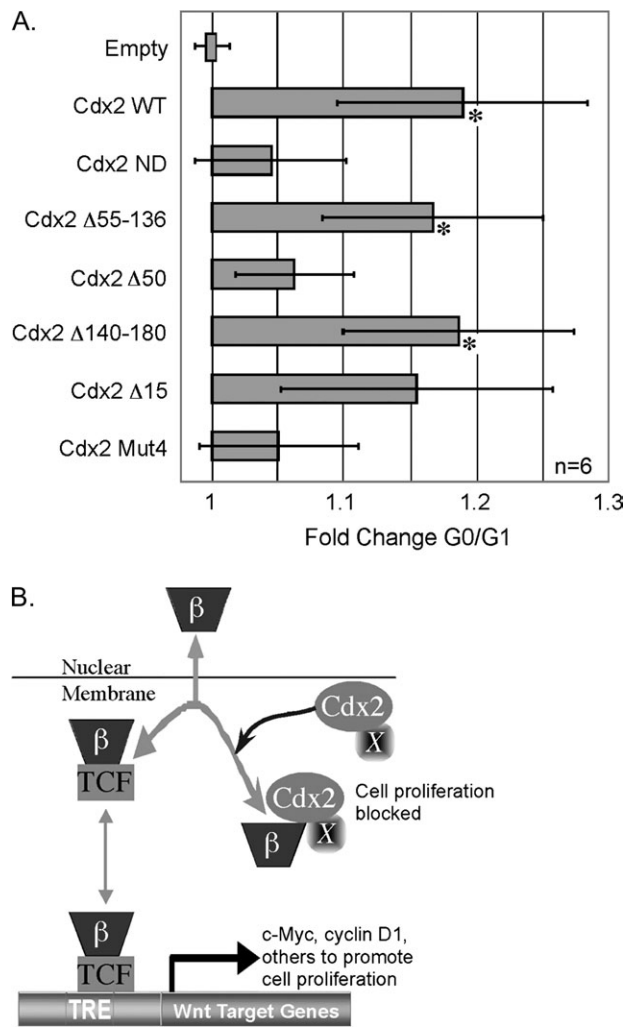 A.
Empty
Cdx2 WT
*
Cdx2 ND
Cdx2 Δ55-136
*
Cdx2 Δ50
Cdx2 Δ140-180
*
Cdx2 Δ15
Cdx2 Mut4
n=6
1 1.1 1.2 1.3
Fold Change G0/G1
B.
β
Nuclear
Membrane
Cdx2
X
β
TCF
Cdx2
β
X
Cell proliferation
blocked
β
TCF
c-Myc, cyclin D1,
others to promote
cell proliferation
TRE
Wnt Target Genes